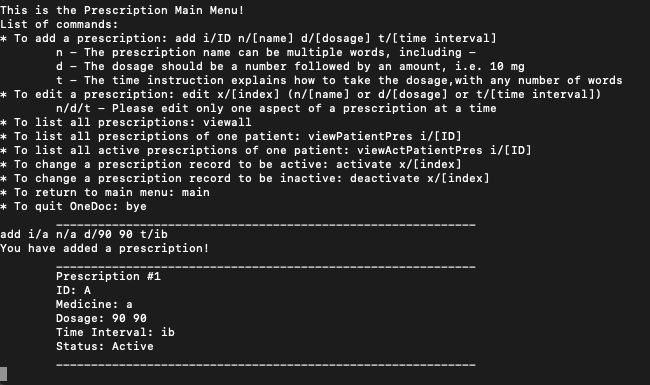 This is the Prescription Main Menu!
List of commands:
* To add a prescription: add i/ID n/[name] d/[dosage] t/[time interval]
n – The prescription name can be multiple words, including –
d – The dosage should be a number followed by an amount, i.e. 10 mg
t – The time instruction explains how to take the dosage,with any number of words
* To edit a prescription: edit x/[index] (n/[name] or d/[dosage] or t/[time interval])
n/d/t – Please edit only one aspect of a prescription at a time
* To list all prescriptions: viewall
* To list all prescriptions of one patient: viewPatientPres i/[ID]
* To list all active prescriptions of one patient: viewActPatientPres i/[ID]
* To change a prescription record to be active: activate x/[index]
* To change a prescription record to be inactive: deactivate x/[index]
* To return to main menu: main
* To quit OneDoc: bye
____________________________________________________________
add i/a n/a d/90 90 t/ib
You have added a prescription!
____________________________________________________________
Prescription #1
ID: A
Medicine: a
Dosage: 90 90
Time Interval: ib
Status: Active
____________________________________________________________